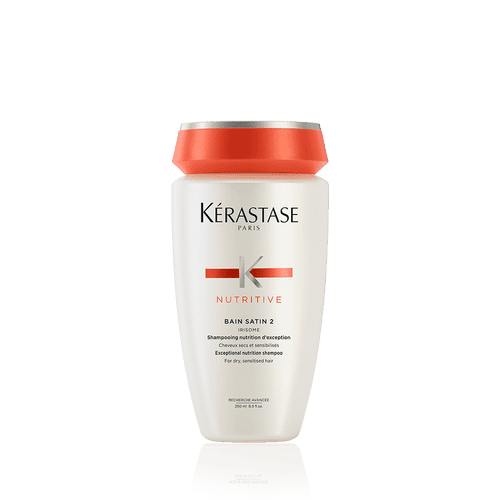 KÉRASTASE
PARIS
K
NUTRITIVE
BAIN SATIN 2
IRISOME
Shampooing nutrition d'exception
Cheveux secs et sensibilisés
Exceptional nutrition shampoo
For dry, sensitised hair
RECHERCHE AVANCÉE
250 ml 8.5 fl.oz.